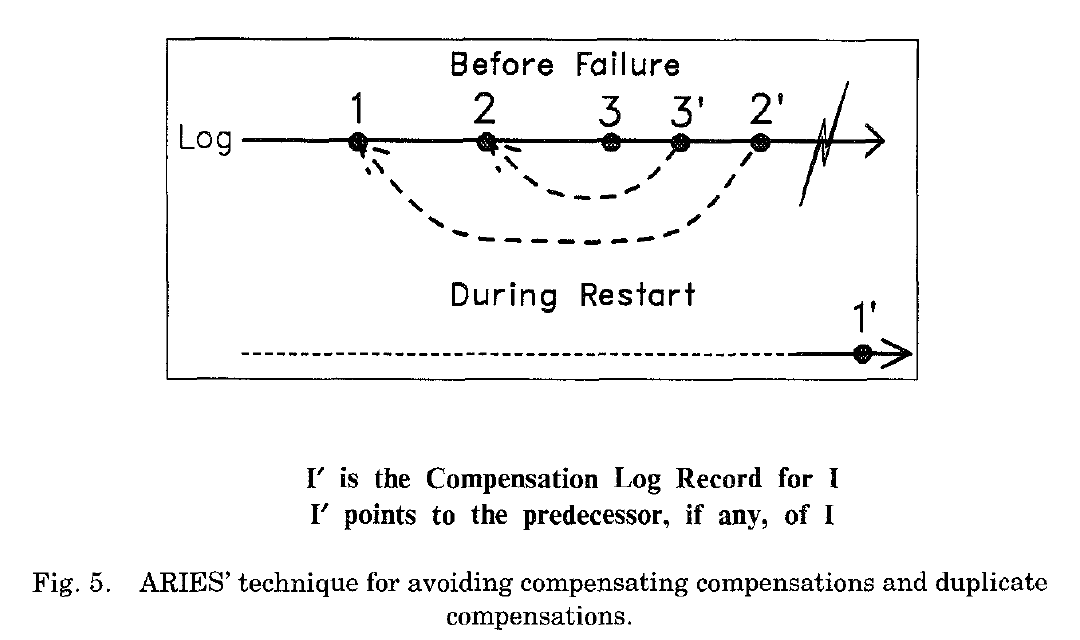 Before Failure
1 2 3 3' 2'
Log
During Restart
1'
I′ is the Compensation Log Record for I
I′ points to the predecessor, if any, of I
Fig. 5. ARIES’ technique for avoiding compensating compensations and duplicate
compensations.